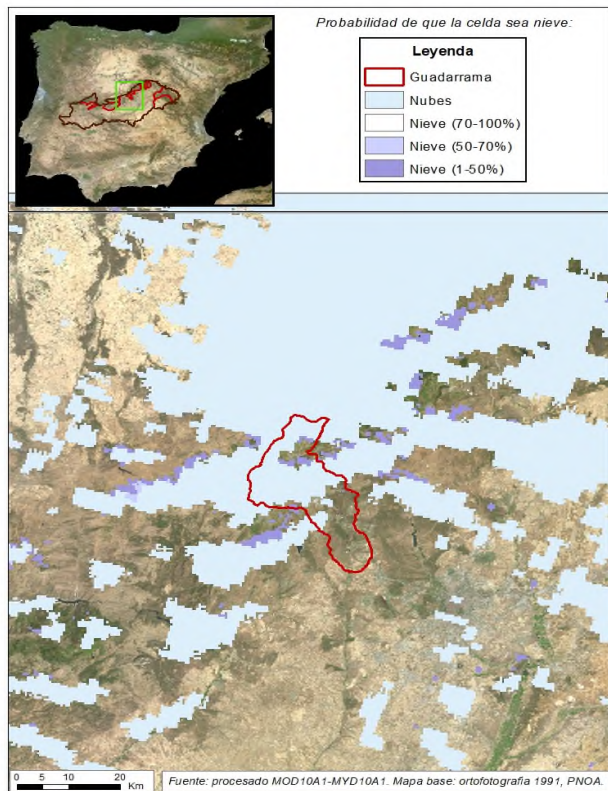 Probabilidad de que la celda sea nieve:
Leyenda
Guadarrama
Nubes
Nieve (70-100%)
Nieve (50-70%)
Nieve (1-50%)
0 5 10 20
Km
Fuente: procesado MOD10A1-MYD10A1. Mapa base: ortofotografia 1991, PNOA.